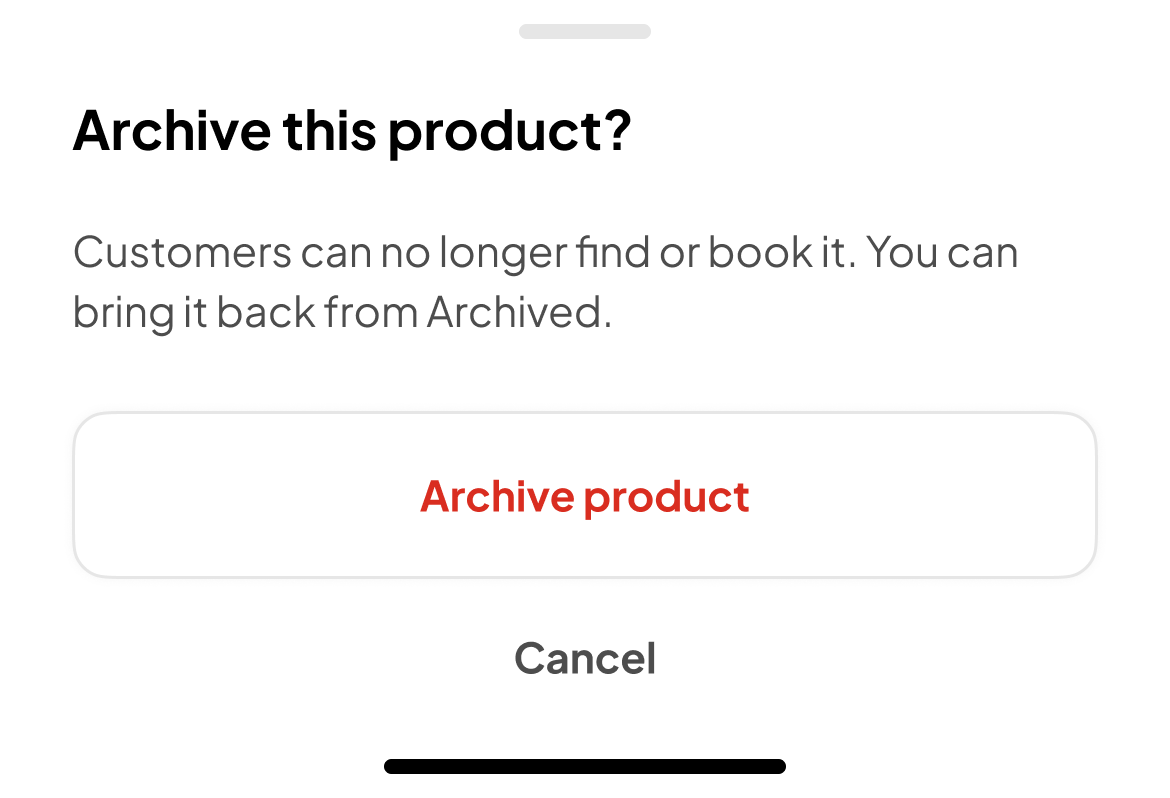 Archive this product?
Customers can no longer find or book it. You can
bring it back from Archived.
Archive product
Cancel